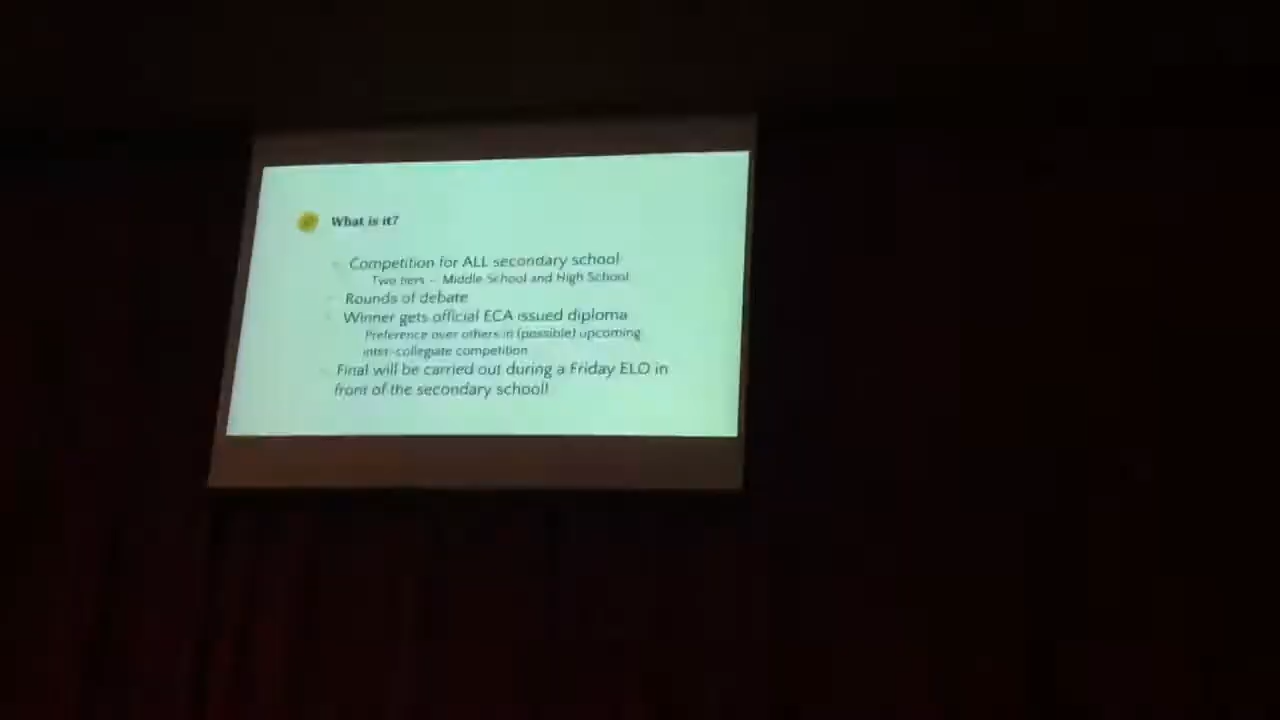 What is it?
Competition for ALL secondary school
Two tiers - Middle School and High School
Rounds of debate
Winner gets official ECA issued diploma
Preference over others in (possible) upcoming
inter-collegiate competition
Final will be carried out during a Friday ELO in
front of the secondary school!